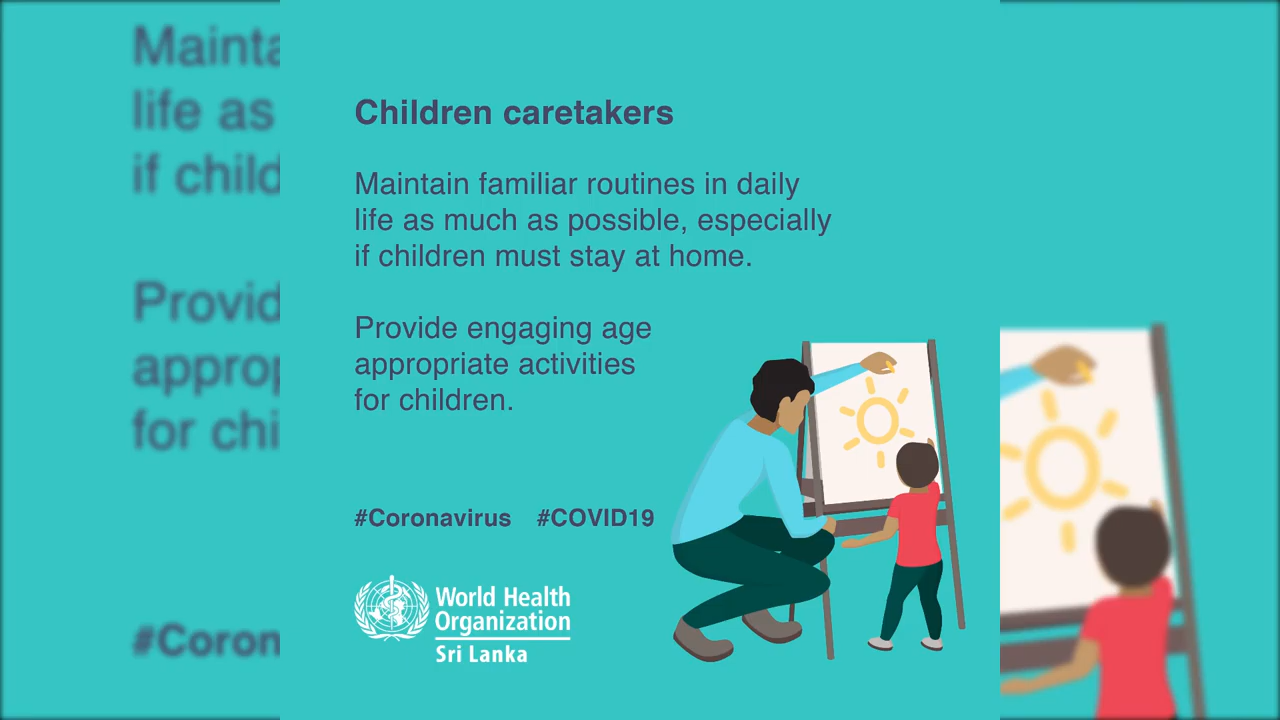 Children caretakers
Maintain familiar routines in daily
life as much as possible, especially
if children must stay at home.
Provide engaging age
appropriate activities
for children.
#Coronavirus #COVID19
World Health
Organization
Sri Lanka